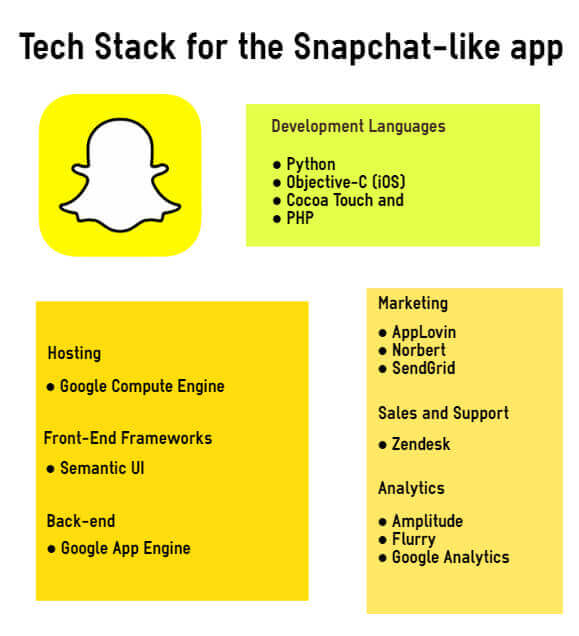 Tech Stack for the Snapchat-like app
Development Languages
● Python
● Objective-C (iOS)
● Cocoa Touch and
● PHP
Hosting
● Google Compute Engine
Front-End Frameworks
● Semantic UI
Back-end
● Google App Engine
Marketing
● AppLovin
● Norbert
● SendGrid
Sales and Support
● Zendesk
Analytics
● Amplitude
● Flurry
● Google Analytics